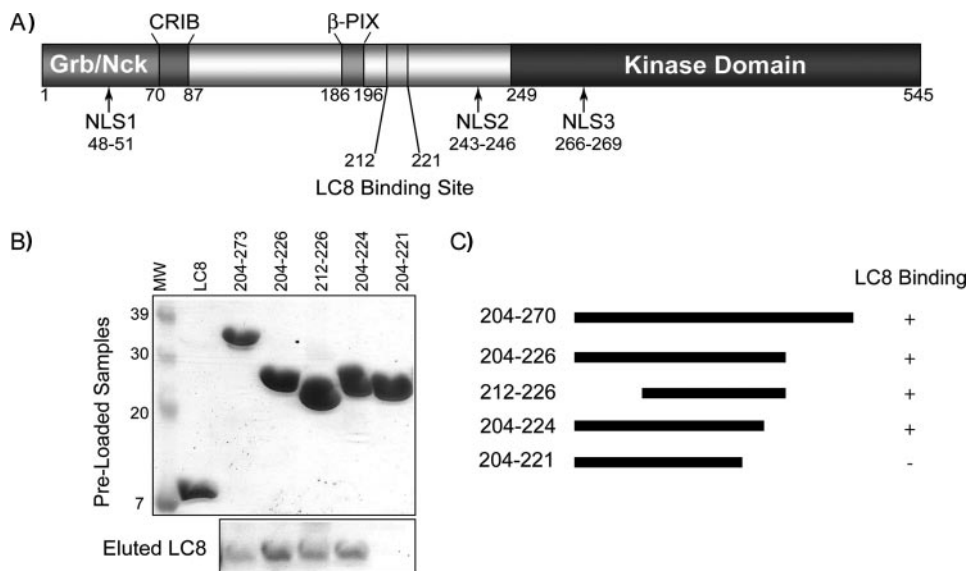 A)
CRIB
β-PIX
Grb/Nck
Kinase Domain
1
70
87
186
196
249
545
NLS1
48-51
NLS2
243-246
NLS3
266-269
212
221
LC8 Binding Site
B)
MW
LC8
204-273
204-226
212-226
204-224
204-221
Pre-Loaded Samples
39
30
20
7
Eluted LC8
C)
LC8 Binding
204-270 +
204-226 +
212-226 +
204-224 +
204-221 -